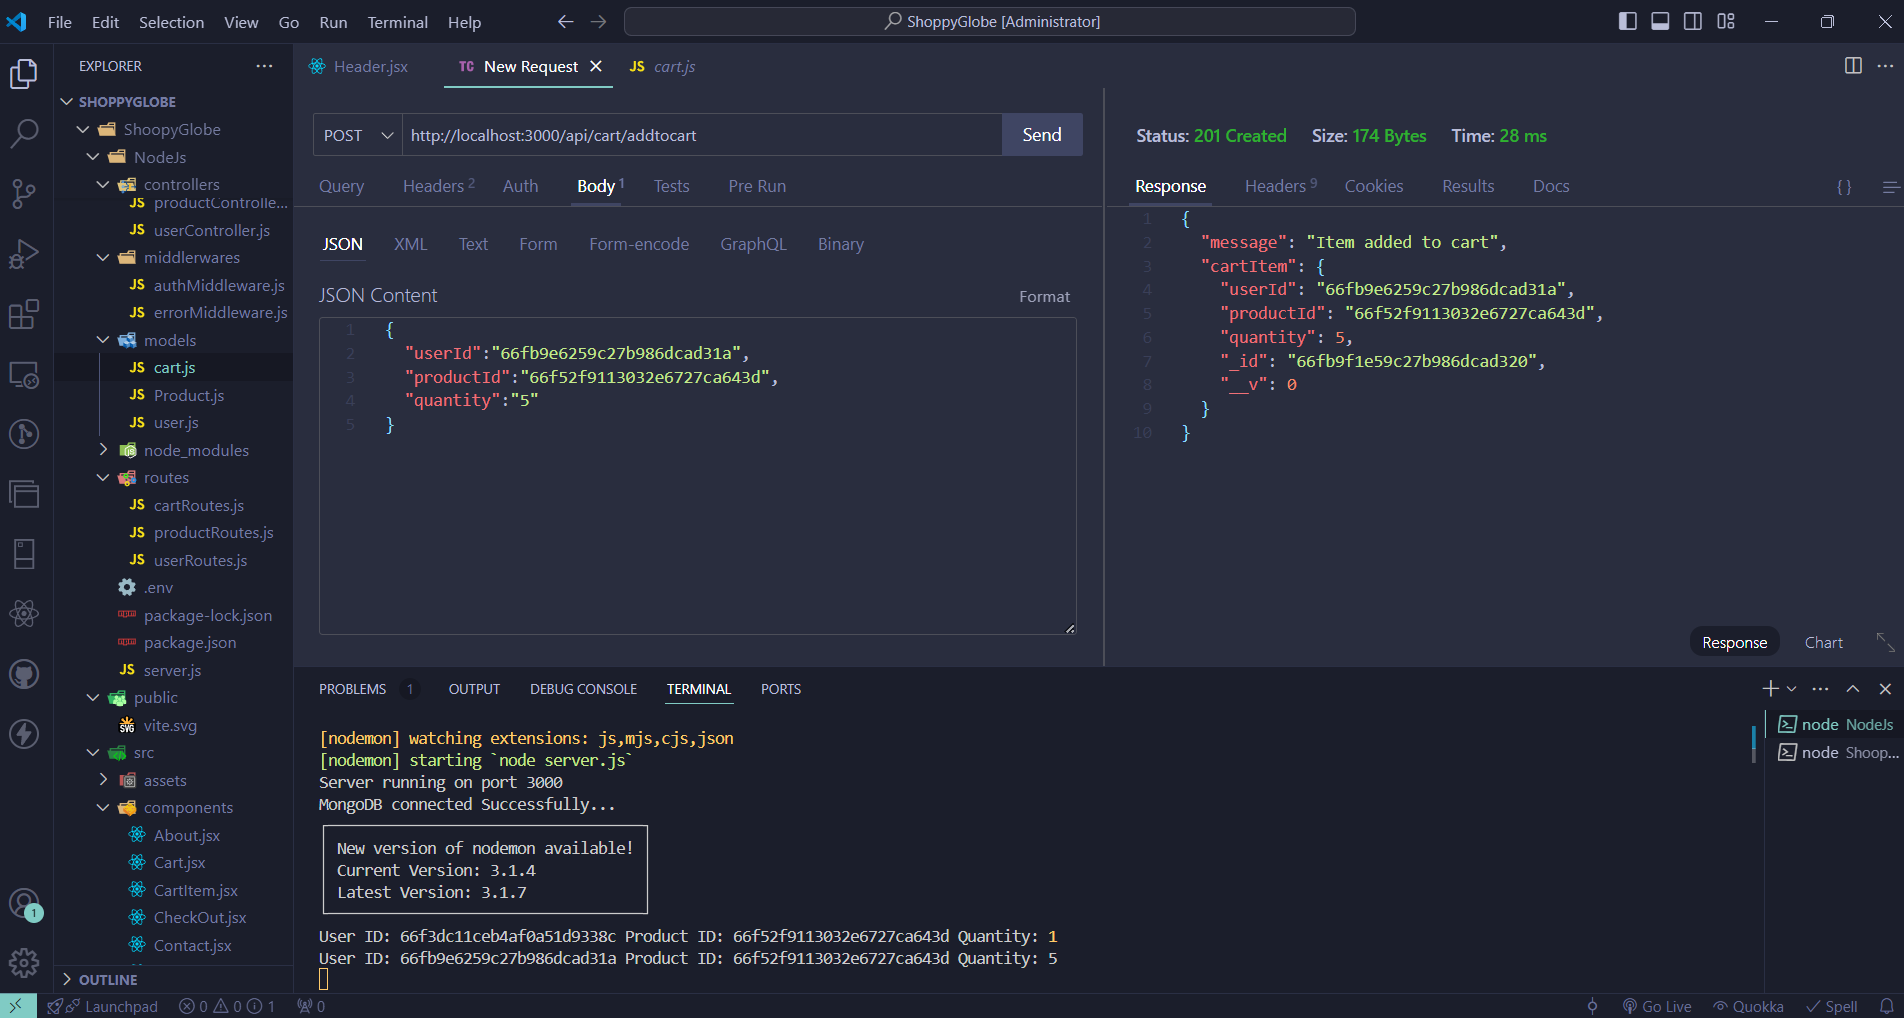 File Edit Selection View Go Run Terminal Help
ShoppyGlobe [Administrator]
EXPLORER
SHOPPYGLOBE
ShoopyGlobe
NodeJs
controllers
JS productControlle...
JS userController.js
middlerwares
JS authMiddleware.js
JS errorMiddleware.js
models
JS cart.js
JS Product.js
JS user.js
node_modules
routes
JS cartRoutes.js
JS productRoutes.js
JS userRoutes.js
.env
package-lock.json
package.json
JS server.js
public
SVG vite.svg
src
assets
components
About.jsx
Cart.jsx
CartItem.jsx
CheckOut.jsx
Contact.jsx
OUTLINE
Header.jsx
TC New Request
JS cart.js
POST http://localhost:3000/api/cart/addtocart Send
Query Headers 2 Auth Body 1 Tests Pre Run
JSON XML Text Form Form-encode GraphQL Binary
JSON Content
Format
1 {
2 "userId":"66fb9e6259c27b986dcad31a",
3 "productId":"66f52f9113032e6727ca643d",
4 "quantity":"5"
5 }
Status: 201 Created Size: 174 Bytes Time: 28 ms
Response Headers 9 Cookies Results Docs { }
1 {
2 "message": "Item added to cart",
3 "cartItem": {
4 "userId": "66fb9e6259c27b986dcad31a",
5 "productId": "66f52f9113032e6727ca643d",
6 "quantity": 5,
7 "_id": "66fb9f1e59c27b986dcad320",
8 "__v": 0
9 }
10 }
Response Chart
PROBLEMS 1 OUTPUT DEBUG CONSOLE TERMINAL PORTS
[nodemon] watching extensions: js,mjs,cjs,json
[nodemon] starting `node server.js`
Server running on port 3000
MongoDB connected Successfully...
New version of nodemon available!
Current Version: 3.1.4
Latest Version: 3.1.7
User ID: 66f3dc11ceb4af0a51d9338c Product ID: 66f52f9113032e6727ca643d Quantity: 1
User ID: 66fb9e6259c27b986dcad31a Product ID: 66f52f9113032e6727ca643d Quantity: 5
node NodeJs
node Shoop...
1
Launchpad 0 0 1 0
Go Live Quokka Spell